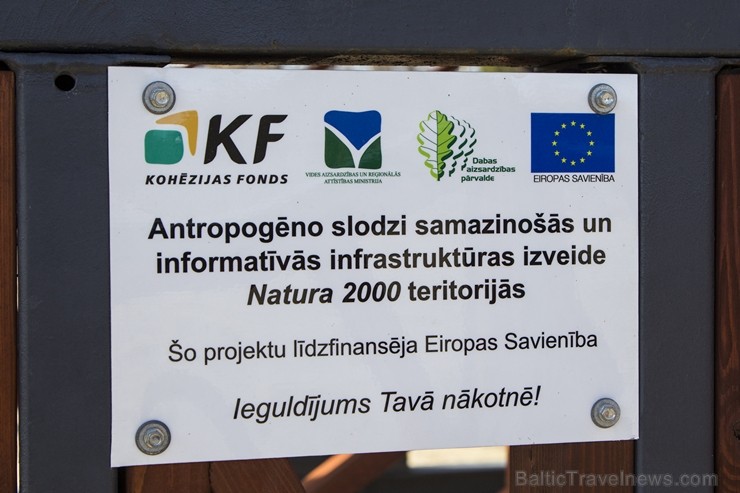 KF
KOHĒZIJAS FONDS
VIDES AIZSARDZĪBAS UN REĢIONĀLĀS
ATTĪSTĪBAS MINISTRIJA
Dabas
aizsardzības
pārvalde
EIROPAS SAVIENĪBA
Antropogēno slodzi samazinošās un
informatīvās infrastruktūras izveide
Natura 2000 teritorijās
Šo projektu līdzfinansēja Eiropas Savienība
Ieguldījums Tavā nākotnē!
BalticTravelnews.com